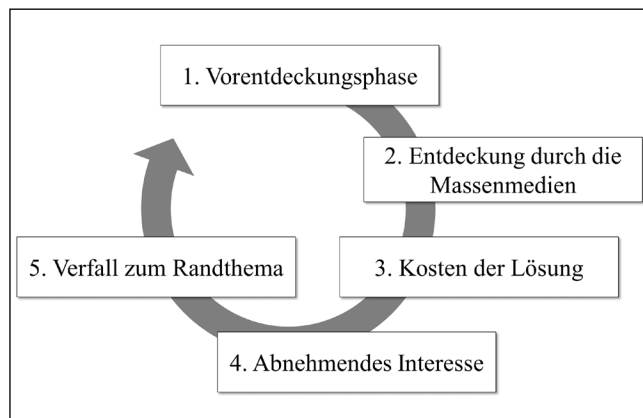 1. Vorentdeckungsphase
2. Entdeckung durch die
Massenmedien
3. Kosten der Lösung
4. Abnehmendes Interesse
5. Verfall zum Randthema